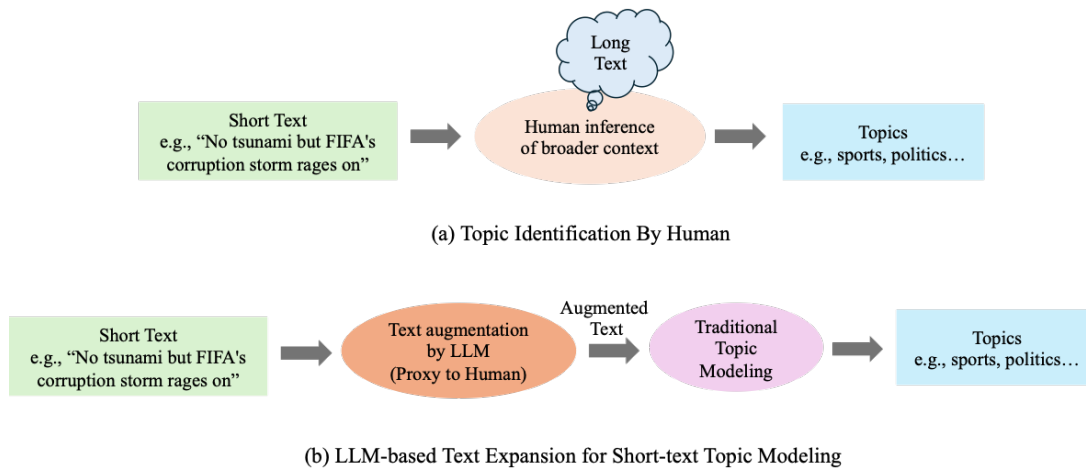 Long
Text
Short Text
e.g., “No tsunami but FIFA's
corruption storm rages on”
Human inference
of broader context
Topics
e.g., sports, politics…
(a) Topic Identification By Human
Short Text
e.g., “No tsunami but FIFA's
corruption storm rages on”
Text augmentation
by LLM
(Proxy to Human)
Augmented
Text
Traditional
Topic
Modeling
Topics
e.g., sports, politics…
(b) LLM-based Text Expansion for Short-text Topic Modeling